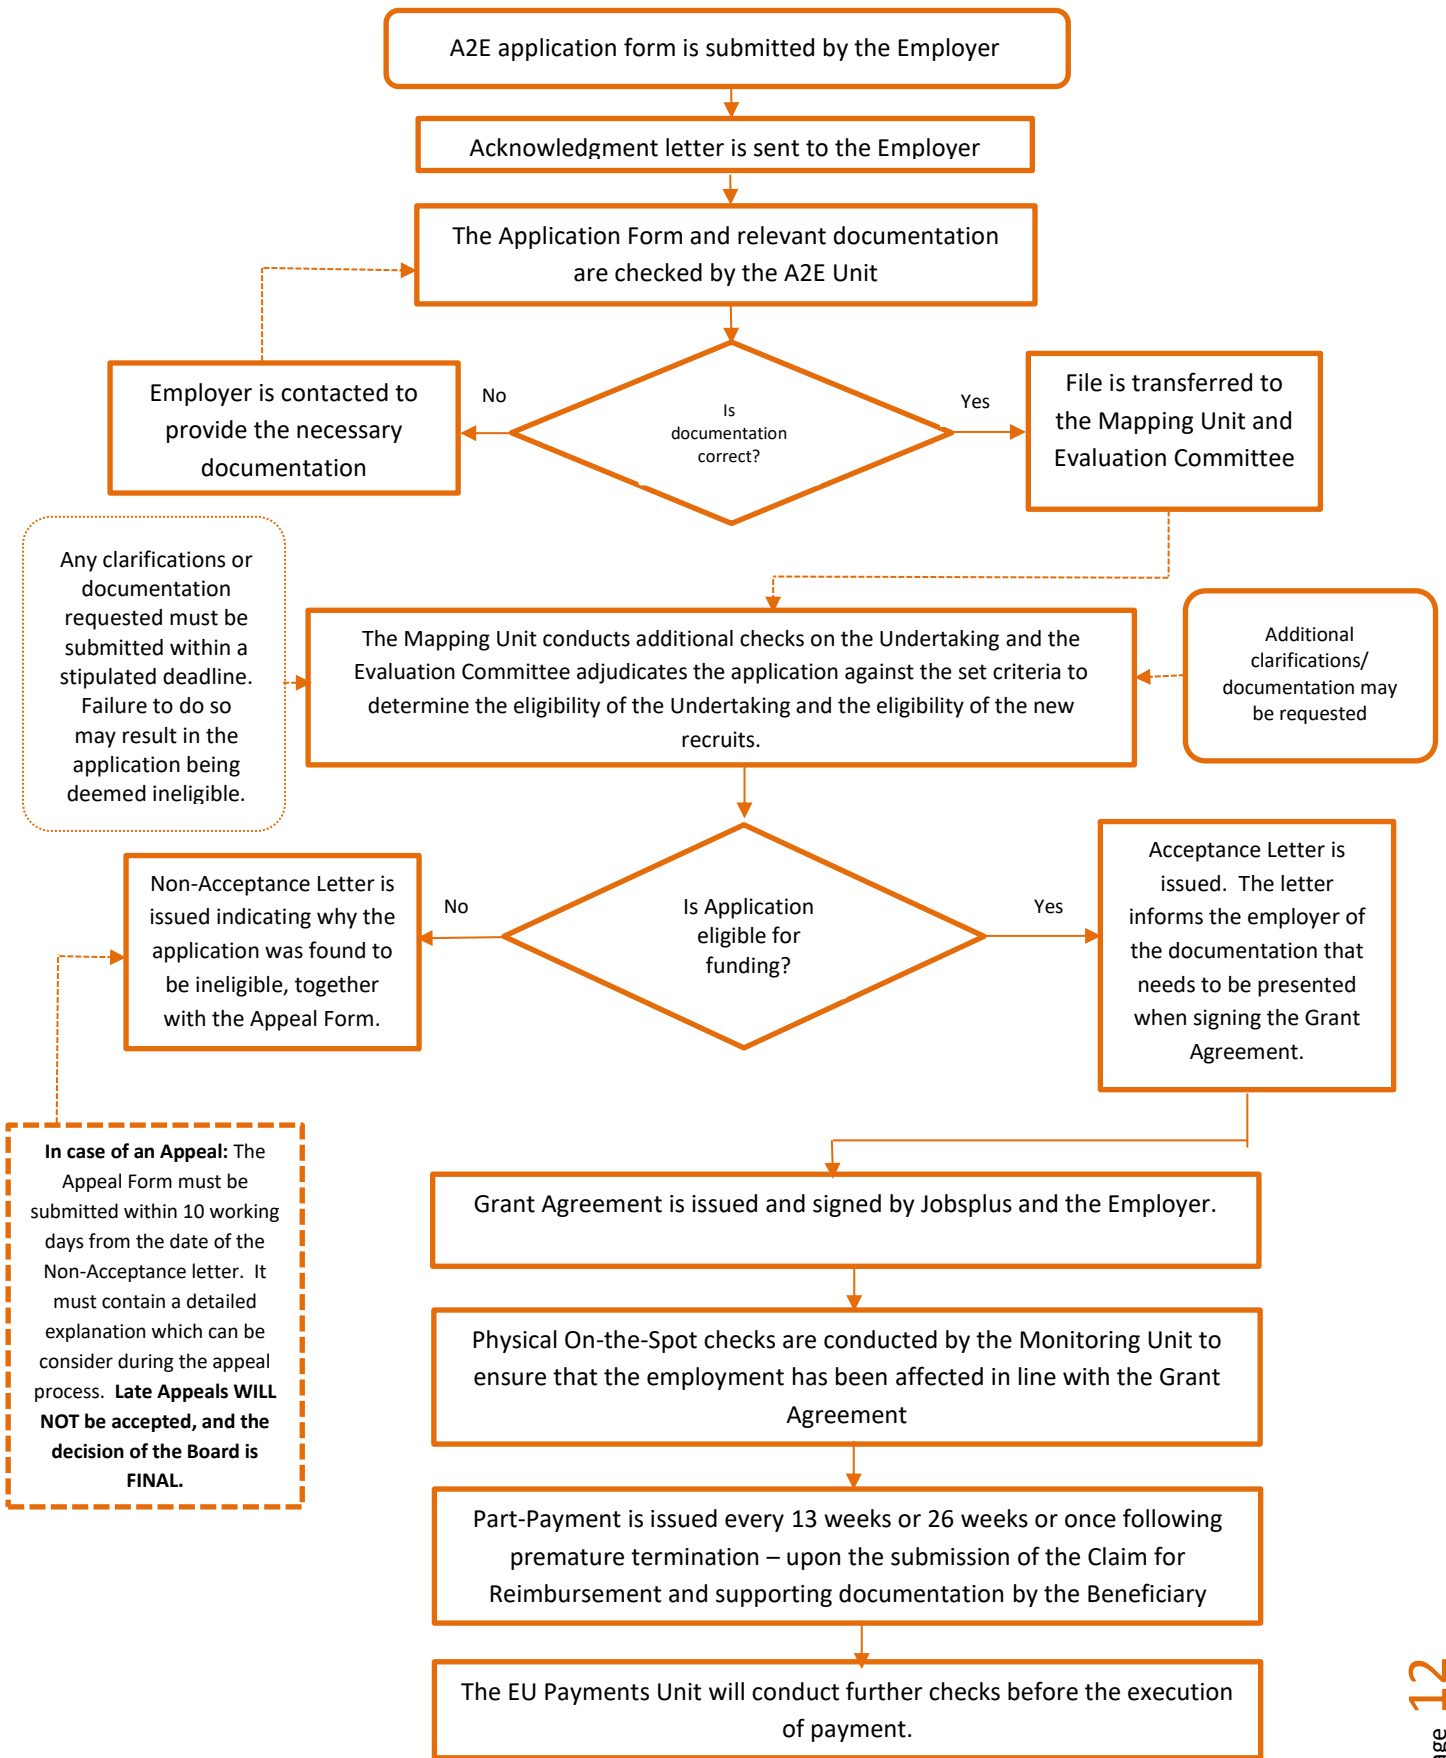 A2E application form is submitted by the Employer
Acknowledgment letter is sent to the Employer
The Application Form and relevant documentation
are checked by the A2E Unit
Employer is contacted to
provide the necessary
documentation
No
Is
documentation
correct?
Yes
File is transferred to
the Mapping Unit and
Evaluation Committee
Any clarifications or
documentation
requested must be
submitted within a
stipulated deadline.
Failure to do so
may result in the
application being
deemed ineligible.
The Mapping Unit conducts additional checks on the Undertaking and the
Evaluation Committee adjudicates the application against the set criteria to
determine the eligibility of the Undertaking and the eligibility of the new
recruits.
Additional
clarifications/
documentation may
be requested
Non-Acceptance Letter is
issued indicating why the
application was found to
be ineligible, together
with the Appeal Form.
No
Is Application
eligible for
funding?
Yes
Acceptance Letter is
issued.  The letter
informs the employer of
the documentation that
needs to be presented
when signing the Grant
Agreement.
In case of an Appeal: The
Appeal Form must be
submitted within 10 working
days from the date of the
Non-Acceptance letter.  It
must contain a detailed
explanation which can be
consider during the appeal
process.  Late Appeals WILL
NOT be accepted, and the
decision of the Board is
FINAL.
Grant Agreement is issued and signed by Jobsplus and the Employer.
Physical On-the-Spot checks are conducted by the Monitoring Unit to
ensure that the employment has been affected in line with the Grant
Agreement
Part-Payment is issued every 13 weeks or 26 weeks or once following
premature termination – upon the submission of the Claim for
Reimbursement and supporting documentation by the Beneficiary
The EU Payments Unit will conduct further checks before the execution
of payment.
12